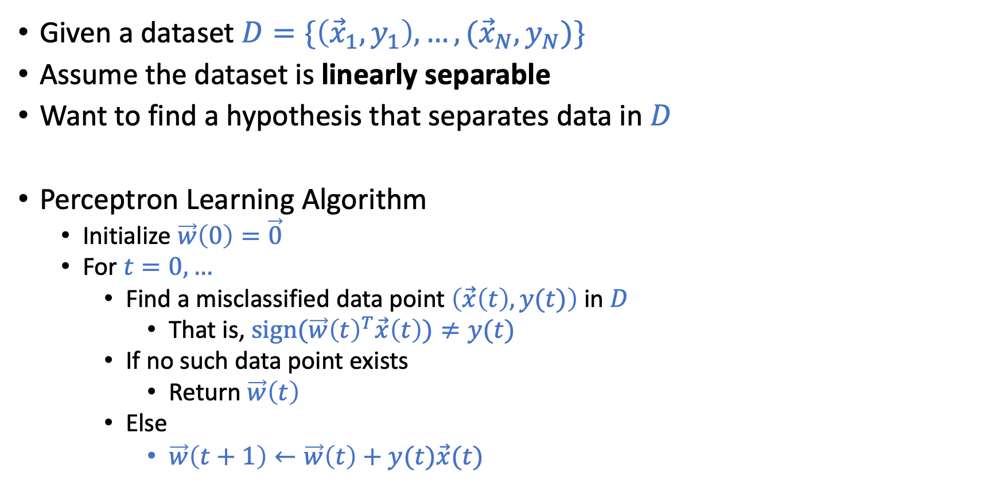 • Given a dataset $D = \{(\vec{x}_1, y_1), \ldots, (\vec{x}_N, y_N)\}$
• Assume the dataset is linearly separable
• Want to find a hypothesis that separates data in $D$
• Perceptron Learning Algorithm
• Initialize $\vec{w}(0) = \vec{0}$
• For $t = 0, \ldots$
• Find a misclassified data point $(\vec{x}(t), y(t))$ in $D$
• That is, $\text{sign}(\vec{w}(t)^T \vec{x}(t)) \neq y(t)$
• If no such data point exists
• Return $\vec{w}(t)$
• Else
• $\vec{w}(t + 1) \leftarrow \vec{w}(t) + y(t)\vec{x}(t)$